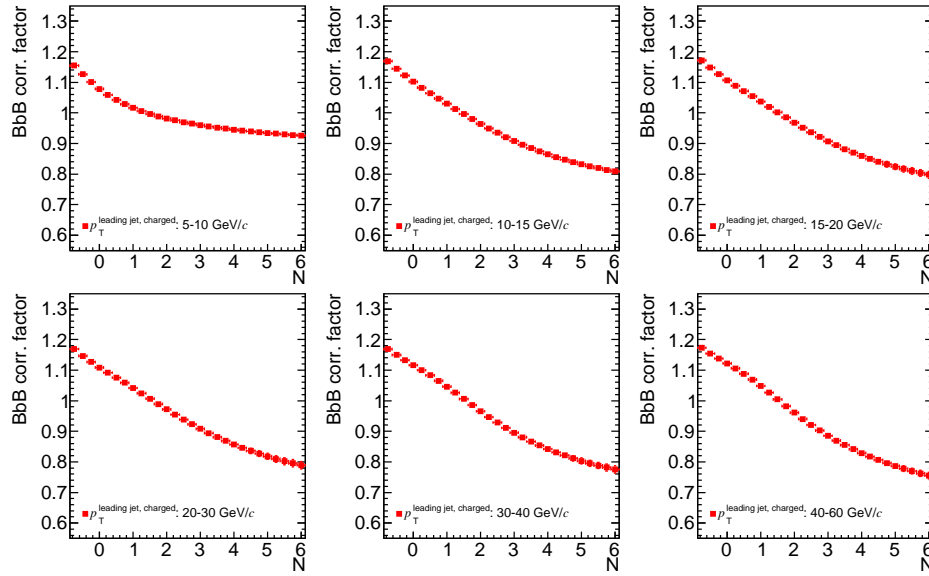 BbB corr. factor
1.3
1.2
1.1
1
0.9
0.8
0.7
0.6
p_T^leading jet, charged: 5-10 GeV/c
0 1 2 3 4 5 6
N
BbB corr. factor
1.3
1.2
1.1
1
0.9
0.8
0.7
0.6
p_T^leading jet, charged: 10-15 GeV/c
0 1 2 3 4 5 6
N
BbB corr. factor
1.3
1.2
1.1
1
0.9
0.8
0.7
0.6
p_T^leading jet, charged: 15-20 GeV/c
0 1 2 3 4 5 6
N
BbB corr. factor
1.3
1.2
1.1
1
0.9
0.8
0.7
0.6
p_T^leading jet, charged: 20-30 GeV/c
0 1 2 3 4 5 6
N
BbB corr. factor
1.3
1.2
1.1
1
0.9
0.8
0.7
0.6
p_T^leading jet, charged: 30-40 GeV/c
0 1 2 3 4 5 6
N
BbB corr. factor
1.3
1.2
1.1
1
0.9
0.8
0.7
0.6
p_T^leading jet, charged: 40-60 GeV/c
0 1 2 3 4 5 6
N